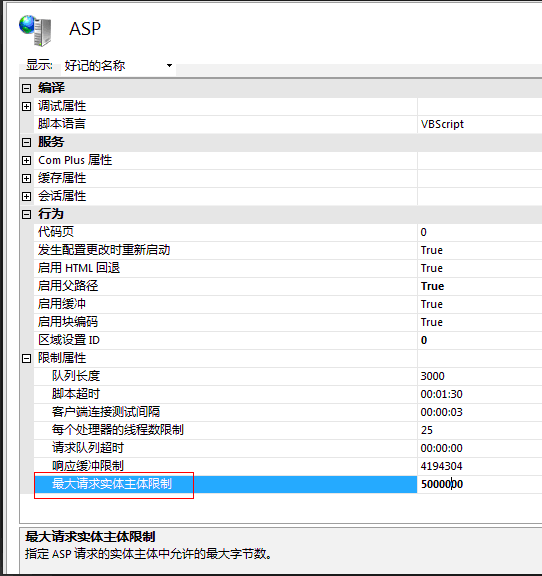 ASP
显示: 好记的名称
编译
调试属性
脚本语言 VBScript
服务
Com Plus 属性
缓存属性
会话属性
行为
代码页 0
发生配置更改时重新启动 True
启用 HTML 回退 True
启用父路径 True
启用缓冲 True
启用块编码 True
区域设置 ID 0
限制属性
队列长度 3000
脚本超时 00:01:30
客户端连接测试间隔 00:00:03
每个处理器的线程数限制 25
请求队列超时 00:00:00
响应缓冲限制 4194304
最大请求实体主体限制 5000000
最大请求实体主体限制
指定 ASP 请求的实体主体中允许的最大字节数。